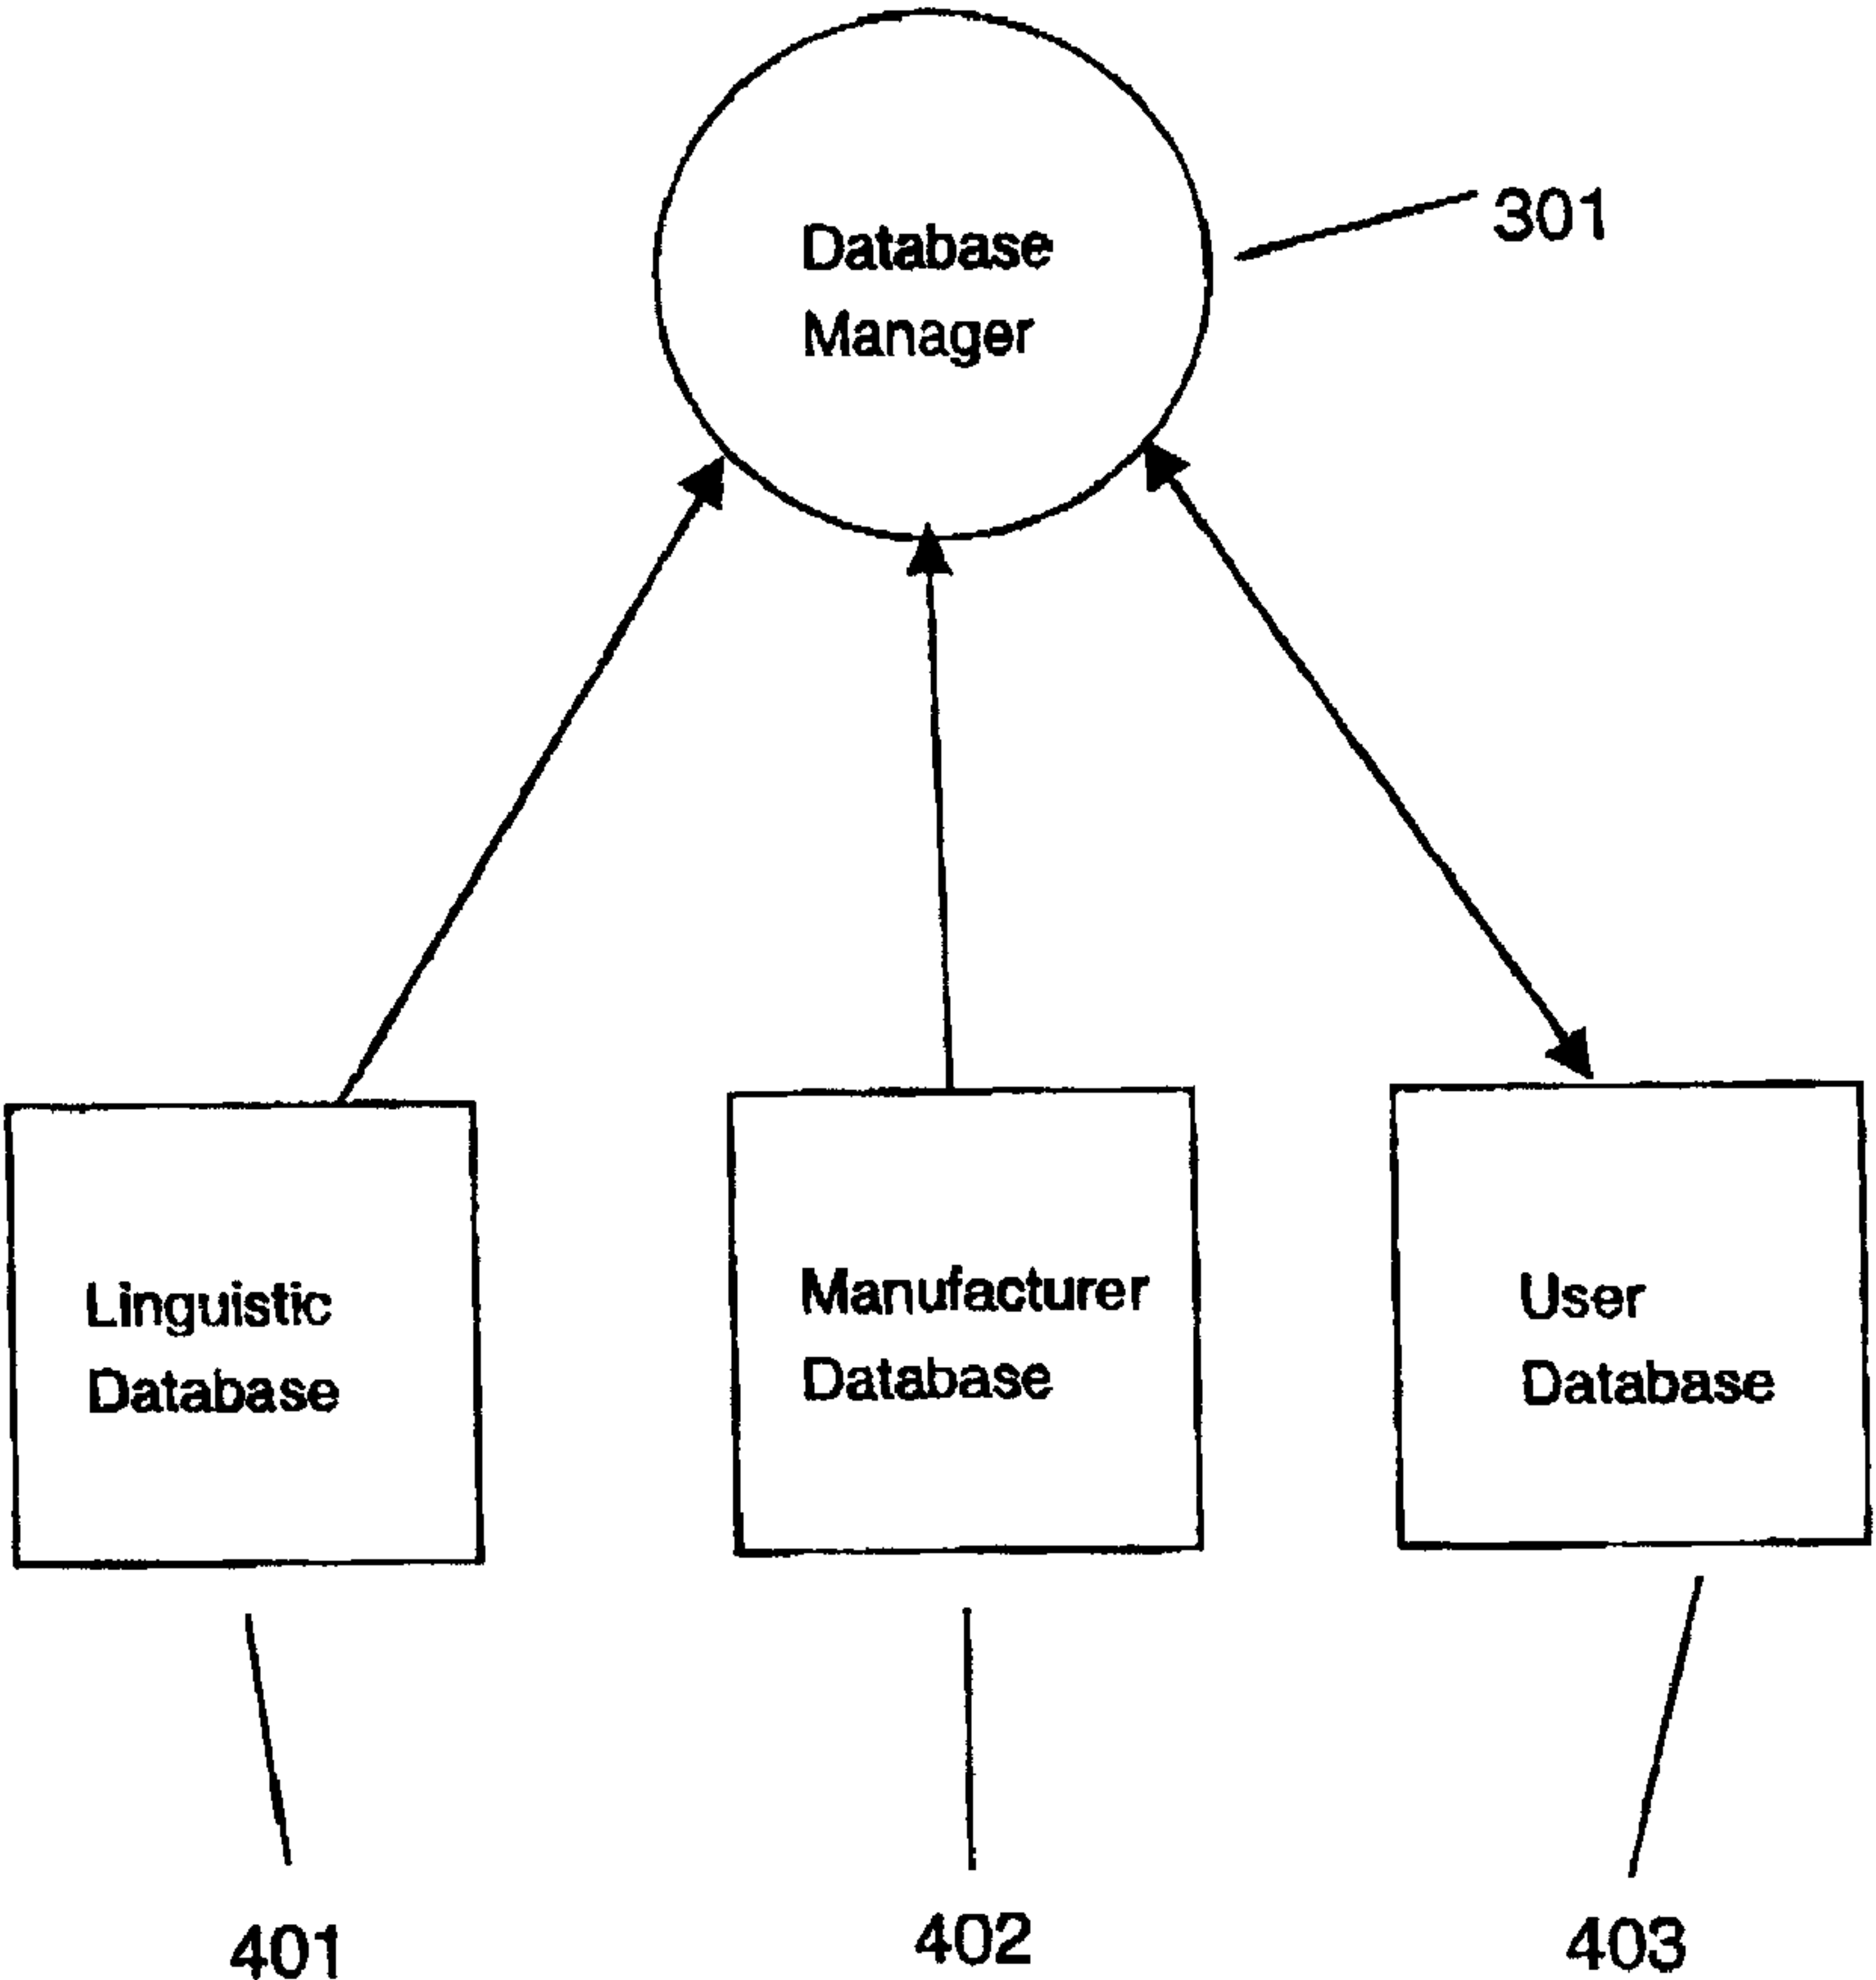 Database
Manager
301
Linguistic
Database
Manufacturer
Database
User
Database
401
402
403